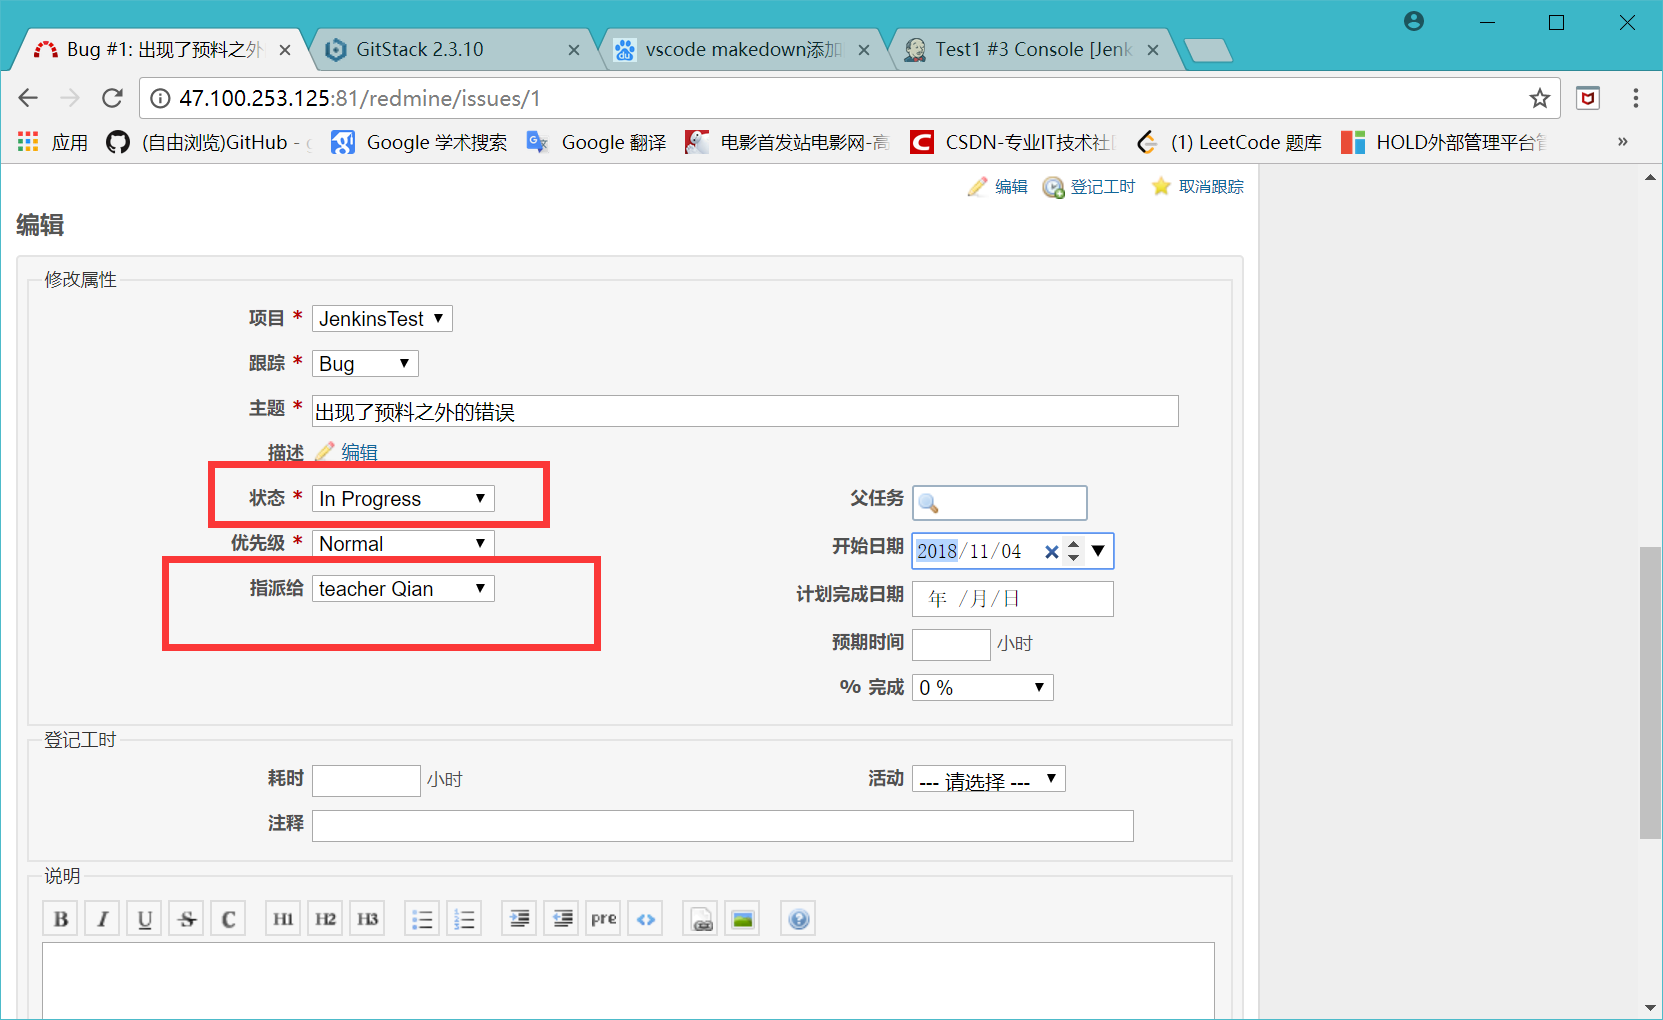 Bug #1: 出现了预料之外
GitStack 2.3.10
vscode makedown添加
Test1 #3 Console [Jenk
47.100.253.125:81/redmine/issues/1
应用
(自由浏览)GitHub -
Google 学术搜索
Google 翻译
电影首发站电影网-高
CSDN-专业IT技术社
(1) LeetCode 题库
HOLD外部管理平台管
»
编辑
登记工时
取消跟踪
编辑
修改属性
项目 * JenkinsTest
跟踪 * Bug
主题 * 出现了预料之外的错误
描述 编辑
状态 * In Progress
父任务
优先级 * Normal
开始日期 2018/11/04
指派给 teacher Qian
计划完成日期 年 /月/日
预期时间 小时
% 完成 0 %
登记工时
耗时 小时
活动 --- 请选择 ---
注释
说明
B I U S C H1 H2 H3 pre <> ?